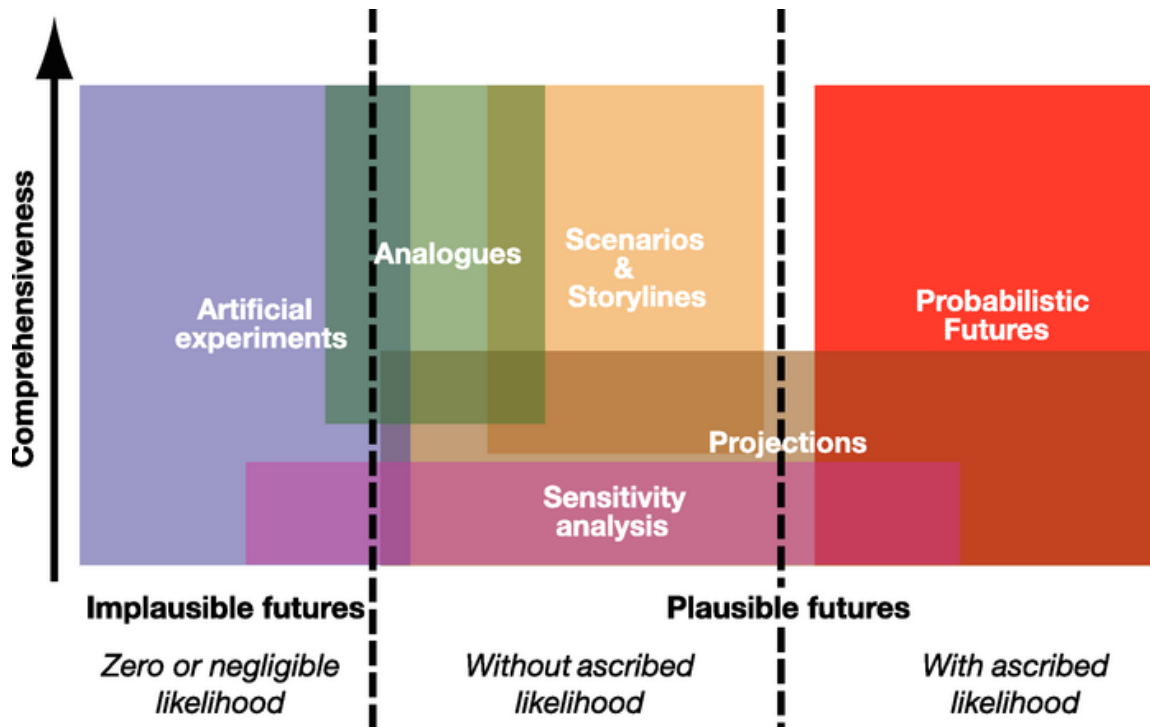 Comprehensiveness
Analogues
Scenarios
&
Storylines
Artificial
experiments
Probabilistic
Futures
Projections
Sensitivity
analysis
Implausible futures
Plausible futures
Zero or negligible
likelihood
Without ascribed
likelihood
With ascribed
likelihood